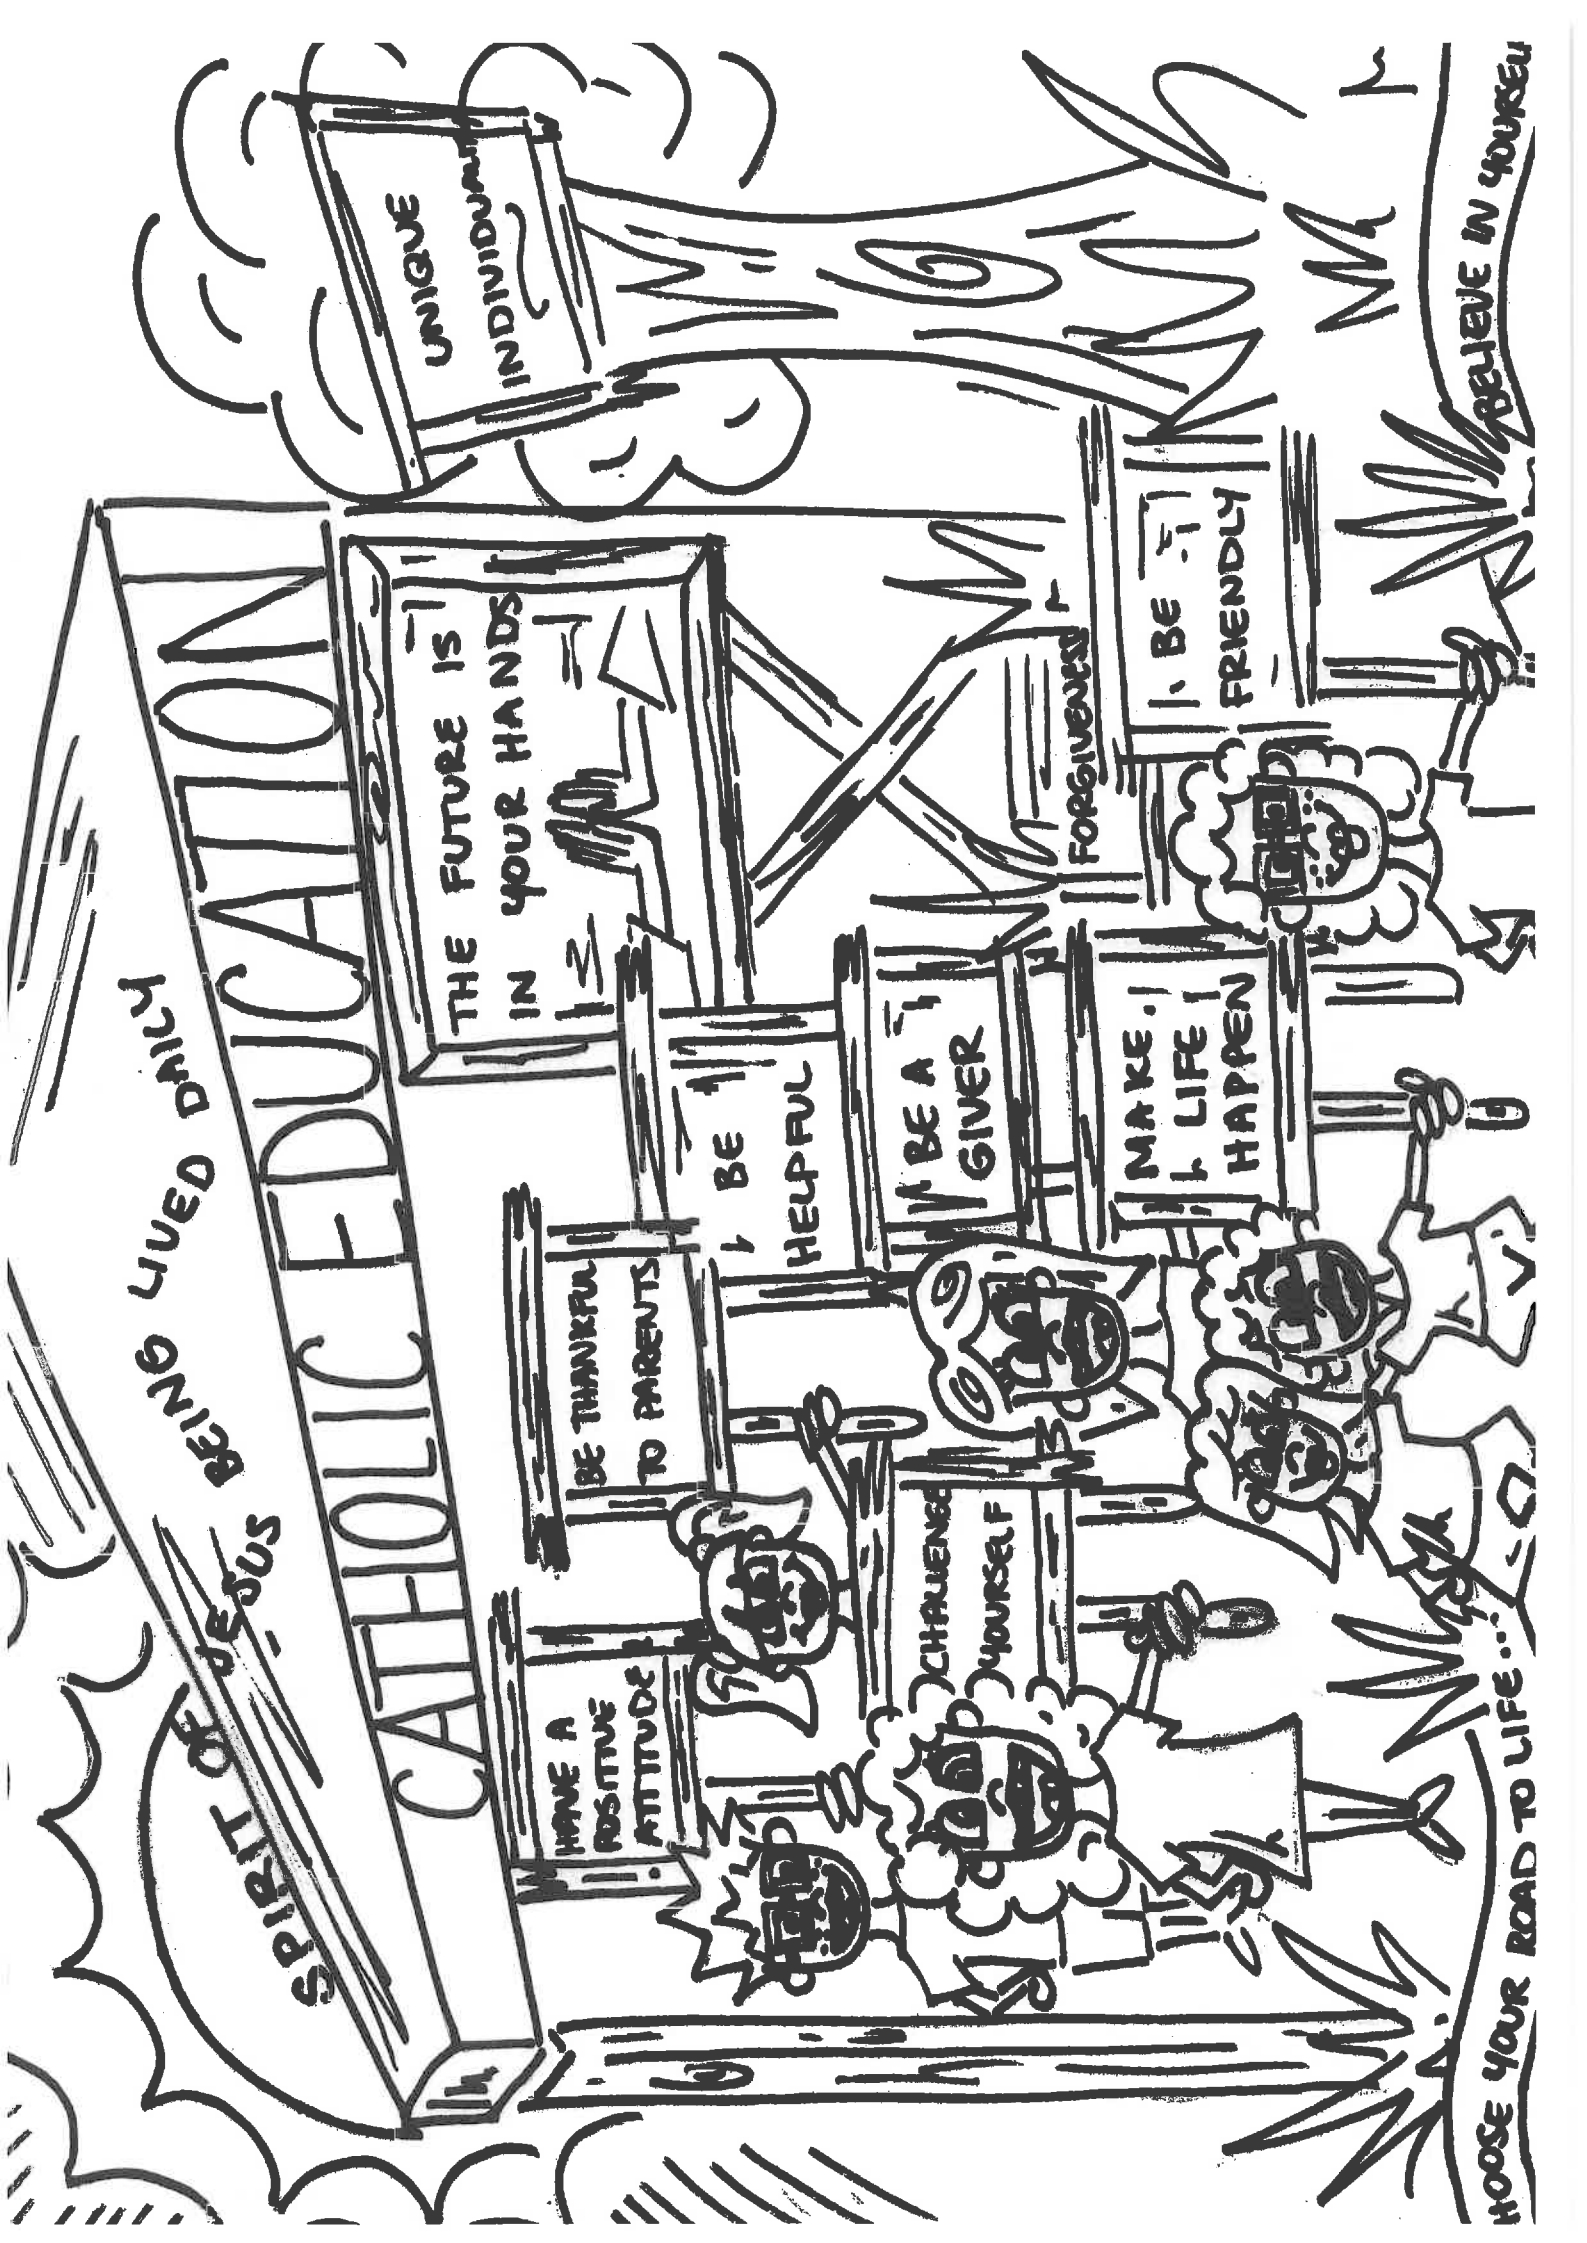 SPIRIT OF JESUS BEING LIVED DAILY
CATHOLIC EDUCATION
UNIQUE
INDIVIDUALITY
THE FUTURE IS
IN YOUR HANDS
HAVE A
POSITIVE
ATTITUDE
BE THANKFUL
TO PARENTS
BE
HELPFUL
BE A
GIVER
CHALLENGE
YOURSELF
MAKE
LIFE
HAPPEN
FORGIVENESS
BE
FRIENDLY
HOOSE YOUR ROAD TO LIFE...
BELIEVE IN YOURSEL